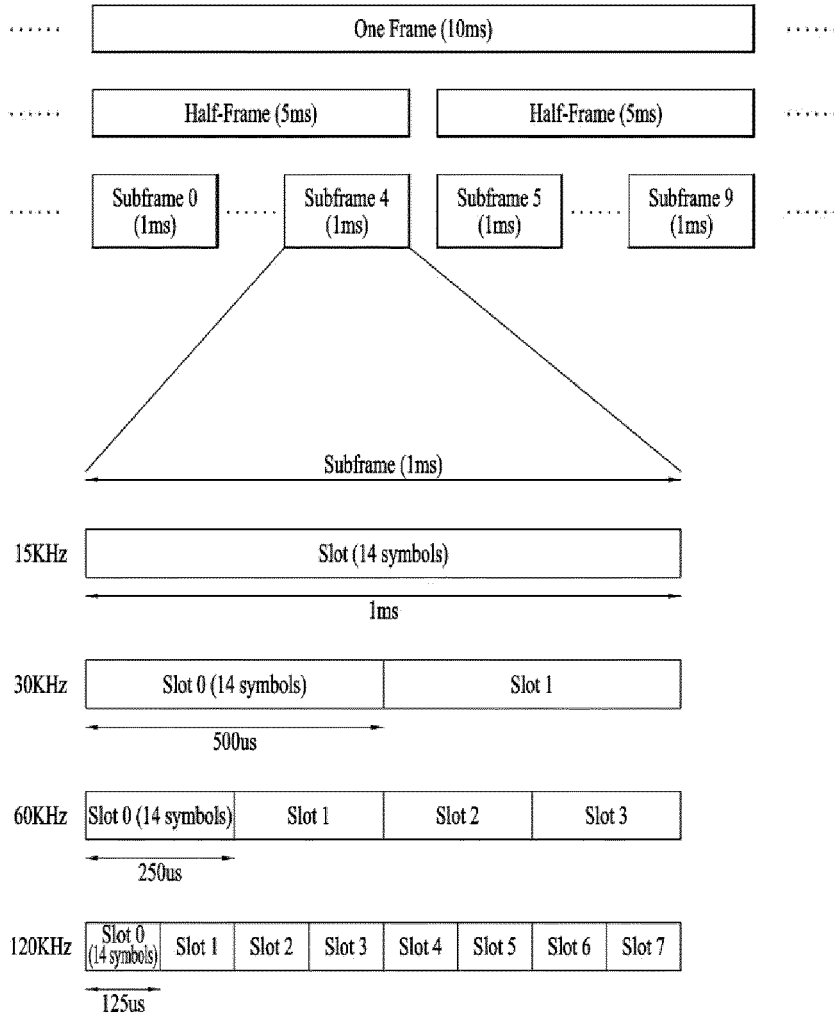 One Frame (10ms)
Half-Frame (5ms) Half-Frame (5ms)
Subframe 0 (1ms)
Subframe 4 (1ms)
Subframe 5 (1ms)
Subframe 9 (1ms)
Subframe (1ms)
15KHz Slot (14 symbols)
1ms
30KHz Slot 0 (14 symbols) Slot 1
500us
60KHz Slot 0 (14 symbols) Slot 1 Slot 2 Slot 3
250us
120KHz Slot 0 (14 symbols) Slot 1 Slot 2 Slot 3 Slot 4 Slot 5 Slot 6 Slot 7
125us